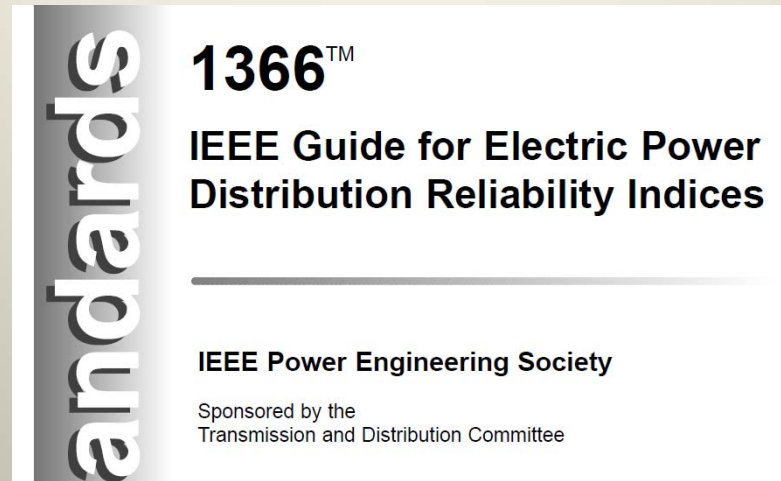 andards
1366™
IEEE Guide for Electric Power
Distribution Reliability Indices
IEEE Power Engineering Society
Sponsored by the
Transmission and Distribution Committee